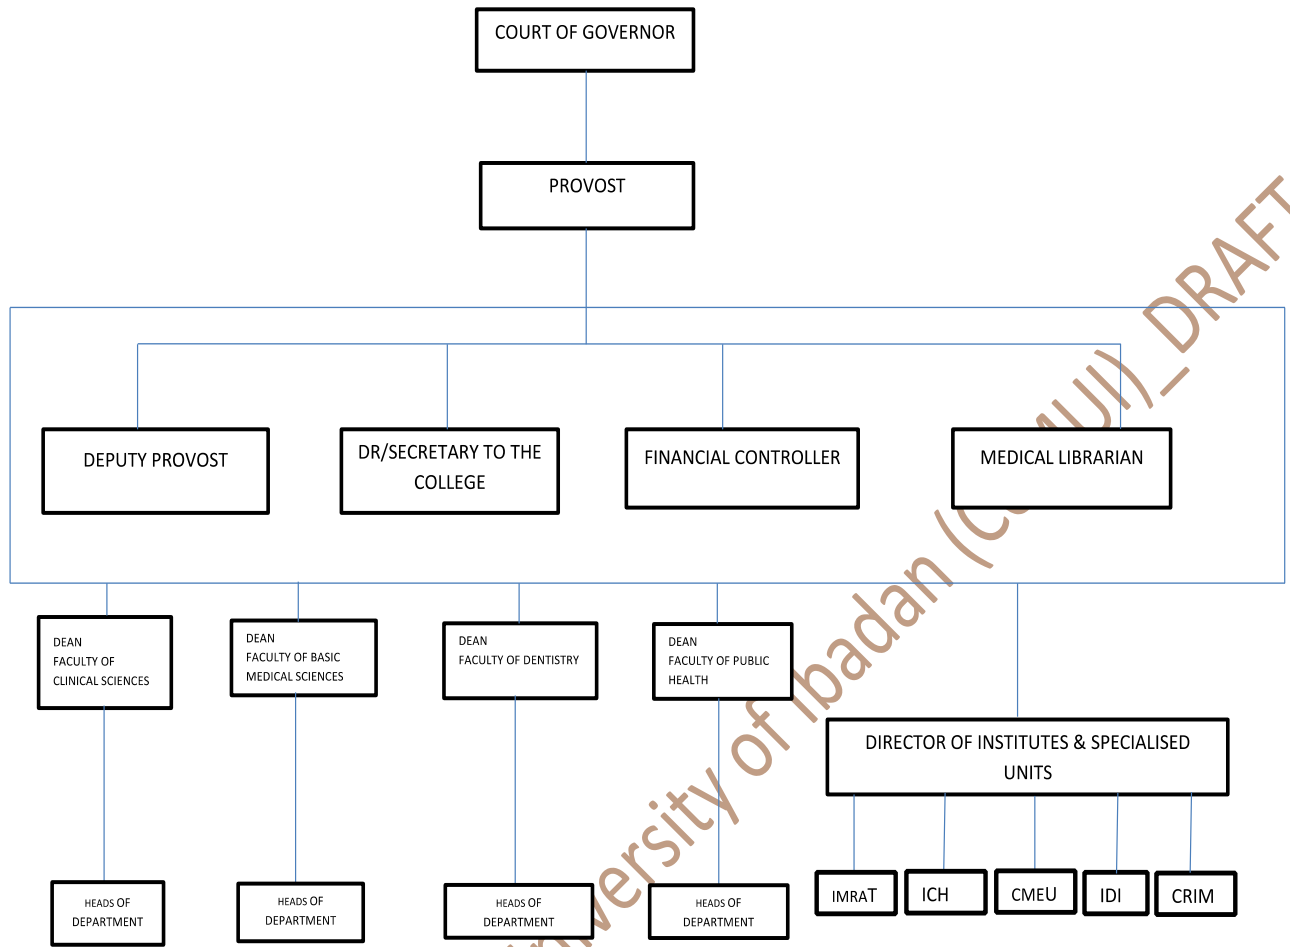 COURT OF GOVERNOR
PROVOST
DEPUTY PROVOST
DR/SECRETARY TO THE
COLLEGE
FINANCIAL CONTROLLER
MEDICAL LIBRARIAN
DEAN
FACULTY OF
CLINICAL SCIENCES
DEAN
FACULTY OF BASIC
MEDICAL SCIENCES
DEAN
FACULTY OF DENTISTRY
DEAN
FACULTY OF PUBLIC
HEALTH
DIRECTOR OF INSTITUTES & SPECIALISED
UNITS
HEADS OF
DEPARTMENT
HEADS OF
DEPARTMENT
HEADS OF
DEPARTMENT
HEADS OF
DEPARTMENT
IMRAT
ICH
CMEU
IDI
CRIM
of Ibadan
DRAFT